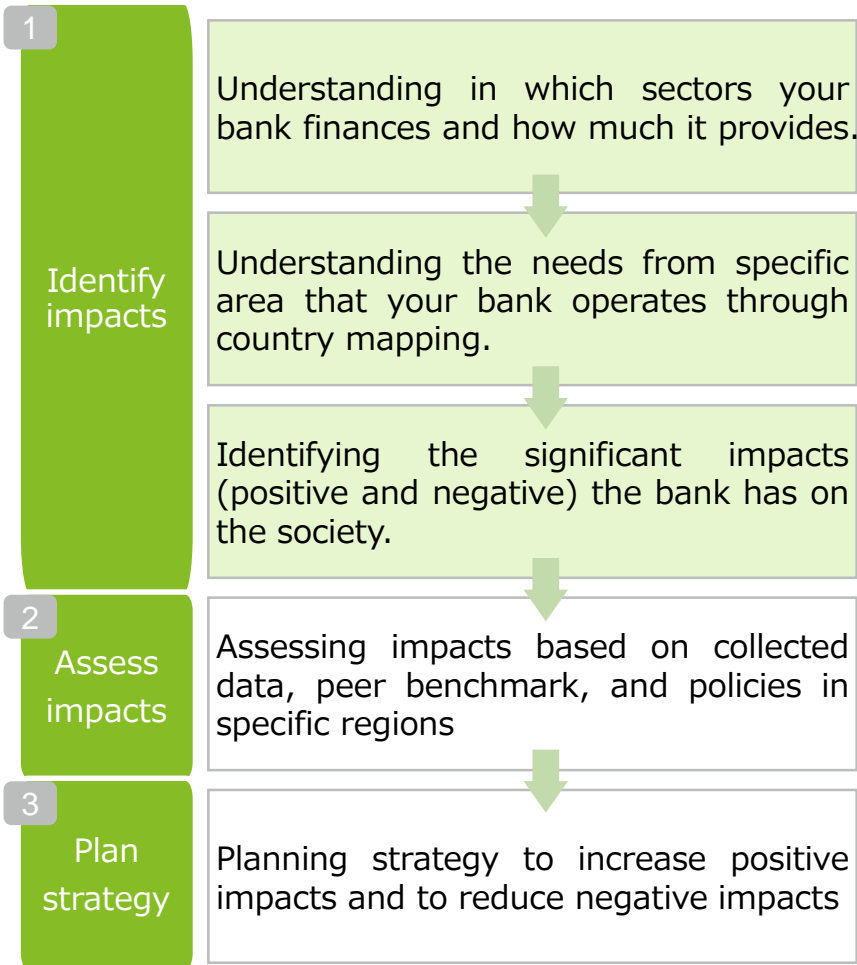 1
Identify
impacts
Understanding in which sectors your
bank finances and how much it provides.
Understanding the needs from specific
area that your bank operates through
country mapping.
Identifying the significant impacts
(positive and negative) the bank has on
the society.
2
Assess
impacts
Assessing impacts based on collected
data, peer benchmark, and policies in
specific regions
3
Plan
strategy
Planning strategy to increase positive
impacts and to reduce negative impacts